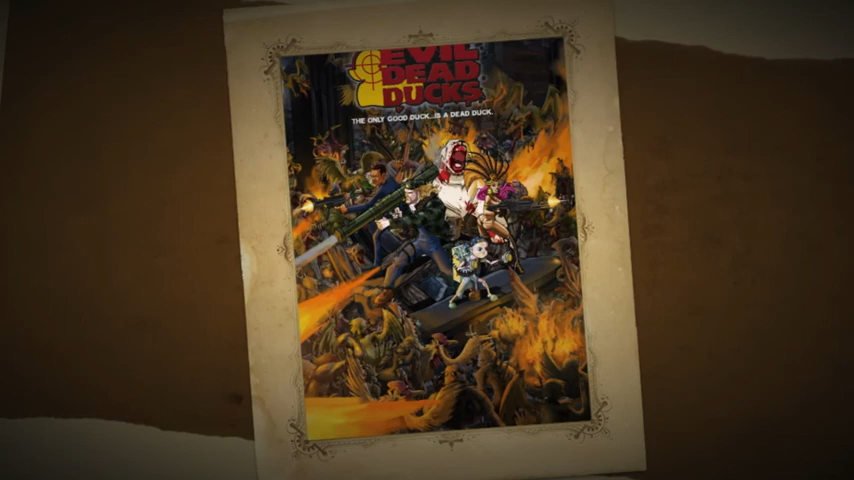 EVIL
DEAD
DUCKS
THE ONLY GOOD DUCK...IS A DEAD DUCK.